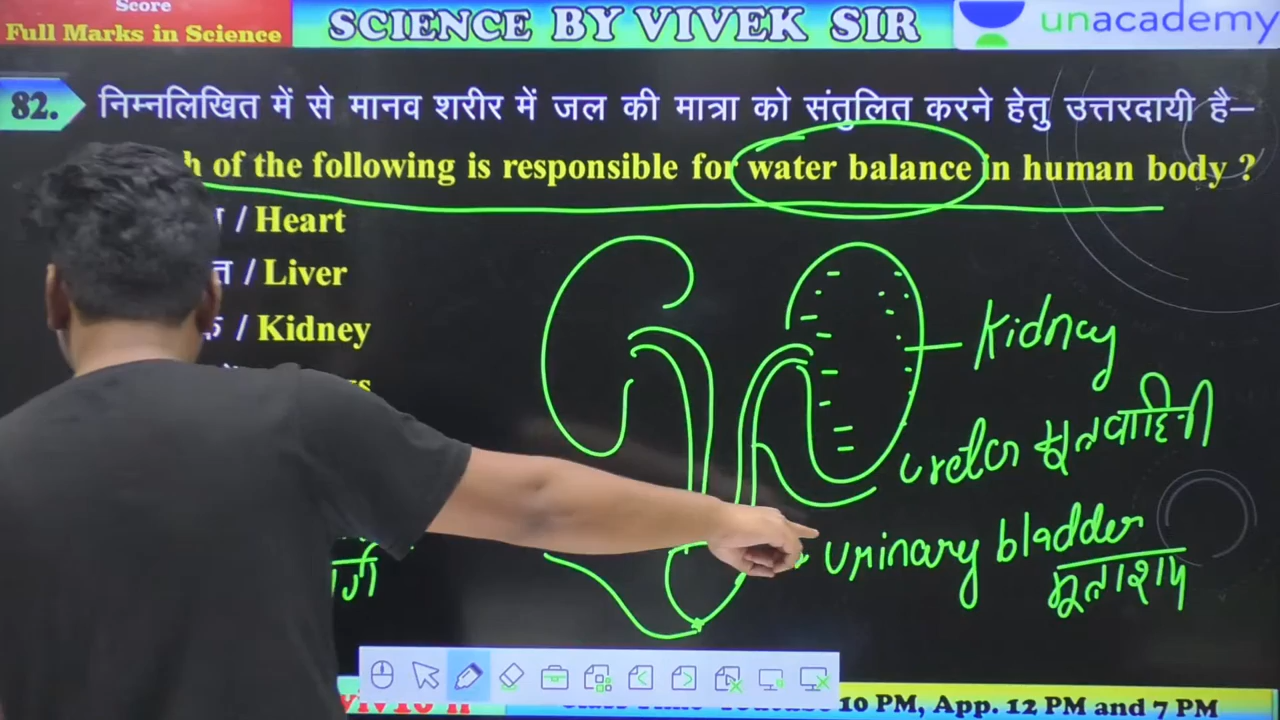 Score
Full Marks in Science
SCIENCE BY VIVEK SIR
unacademy
82. निम्नलिखित में से मानव शरीर में जल की मात्रा को संतुलित करने हेतु उत्तरदायी है–
of the following is responsible for water balance in human body ?
/ Heart
/ Liver
/ Kidney
Kidney
ureter मूत्रवाहिनी
urinary bladder
मूत्राशय
10 PM, App. 12 PM and 7 PM